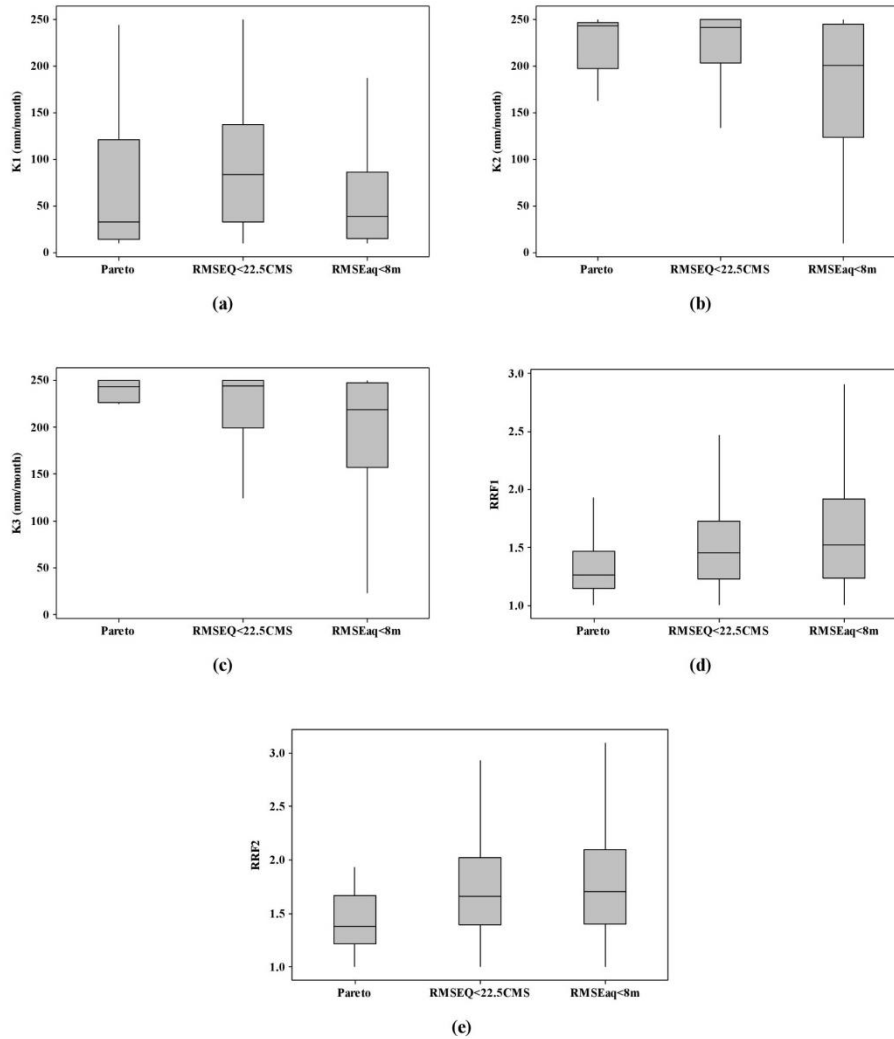 K1 (mm/month)
250
200
150
100
50
0
Pareto RMSEQ<22.5CMS RMSEaq<8m
(a)
K2 (mm/month)
250
200
150
100
50
0
Pareto RMSEQ<22.5CMS RMSEaq<8m
(b)
K3 (mm/month)
250
200
150
100
50
0
Pareto RMSEQ<22.5CMS RMSEaq<8m
(c)
RRF1
3.0
2.5
2.0
1.5
1.0
Pareto RMSEQ<22.5CMS RMSEaq<8m
(d)
RRF2
3.0
2.5
2.0
1.5
1.0
Pareto RMSEQ<22.5CMS RMSEaq<8m
(e)